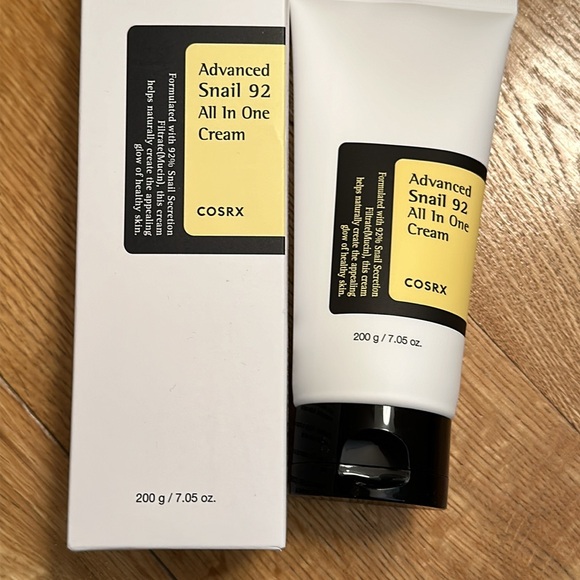 Advanced
Snail 92
All In One
Cream
Formulated with 92% Snail Secretion
Filtrate(Mucin), this cream
helps naturally create the appealing
glow of healthy skin.
COSRX
200 g / 7.05 oz.
Advanced
Snail 92
All In One
Cream
Formulated with 92% Snail Secretion
Filtrate(Mucin), this cream
helps naturally create the appealing
glow of healthy skin.
COSRX
200 g / 7.05 oz.